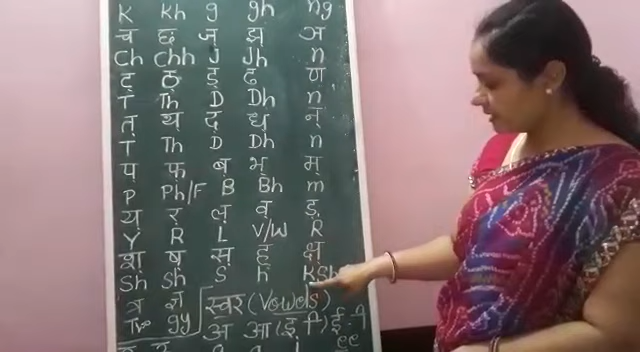 K Kh g gh ng
च छ ज झ ञ
Ch Chh J Jh n
ट ठ ड ढ ण
T Th D Dh n
त थ द ध न
T Th D Dh n
प फ ब भ म
P Ph/F B Bh m
य र ल व ड़
Y R L V/W R
श ष स ह क्ष
Sh Sh S h KSh
त्र ज्ञ स्वर (Vowels)
Tr gy अ आ (इ ि) ई ी
i ee